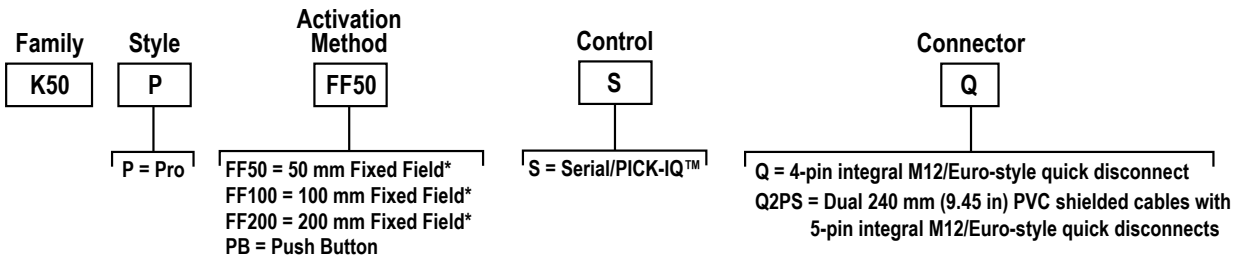 Family
Style
Activation
Method
Control
Connector
K50
P
FF50
S
Q
P = Pro
FF50 = 50 mm Fixed Field*
FF100 = 100 mm Fixed Field*
FF200 = 200 mm Fixed Field*
PB = Push Button
S = Serial/PICK-IQ™
Q = 4-pin integral M12/Euro-style quick disconnect
Q2PS = Dual 240 mm (9.45 in) PVC shielded cables with
5-pin integral M12/Euro-style quick disconnects